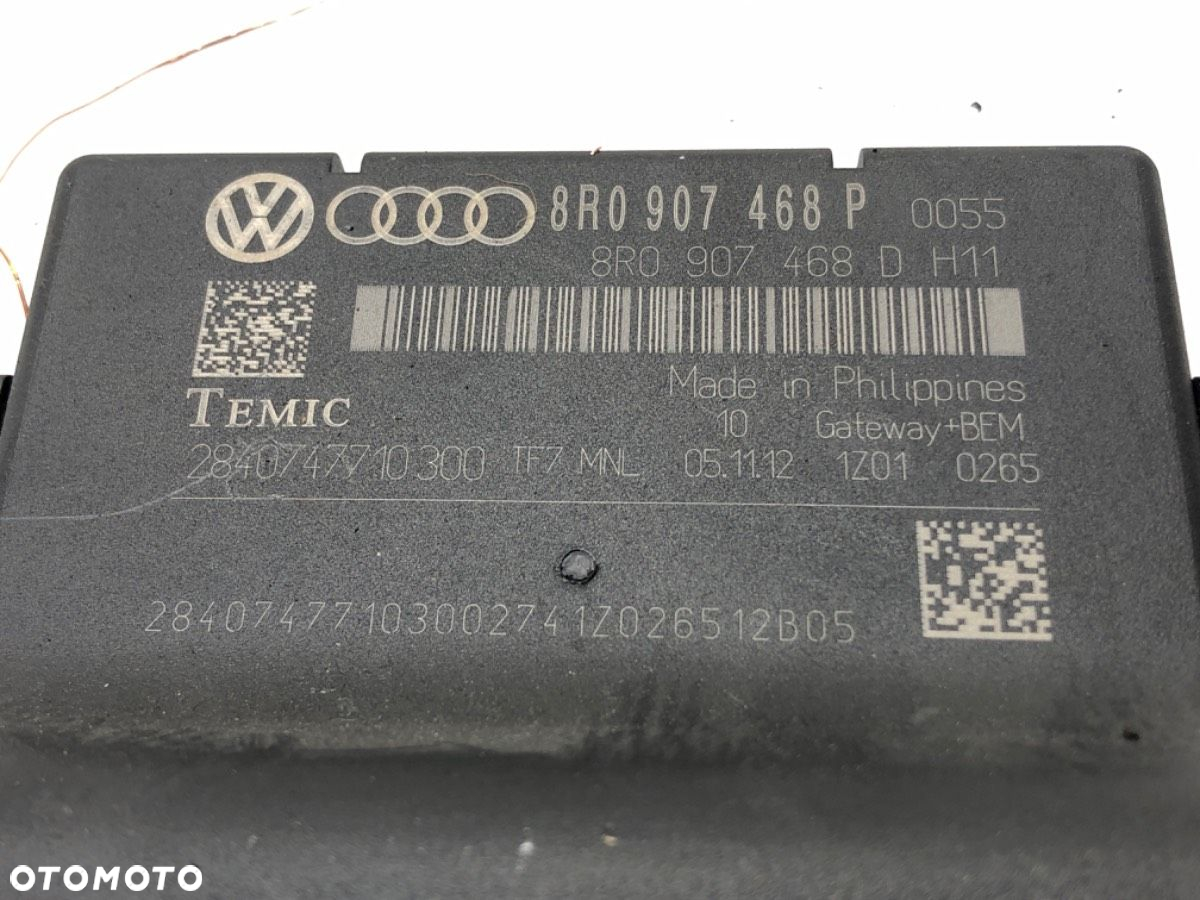 8R0 907 468 P 0055
8R0 907 468 D H11
Made in Philippines
TEMIC 10 Gateway+BEM
2840747710300 TF7 MNL 05.11.12 1Z01 0265
28407477103002741Z026512B05
OTOMOTO